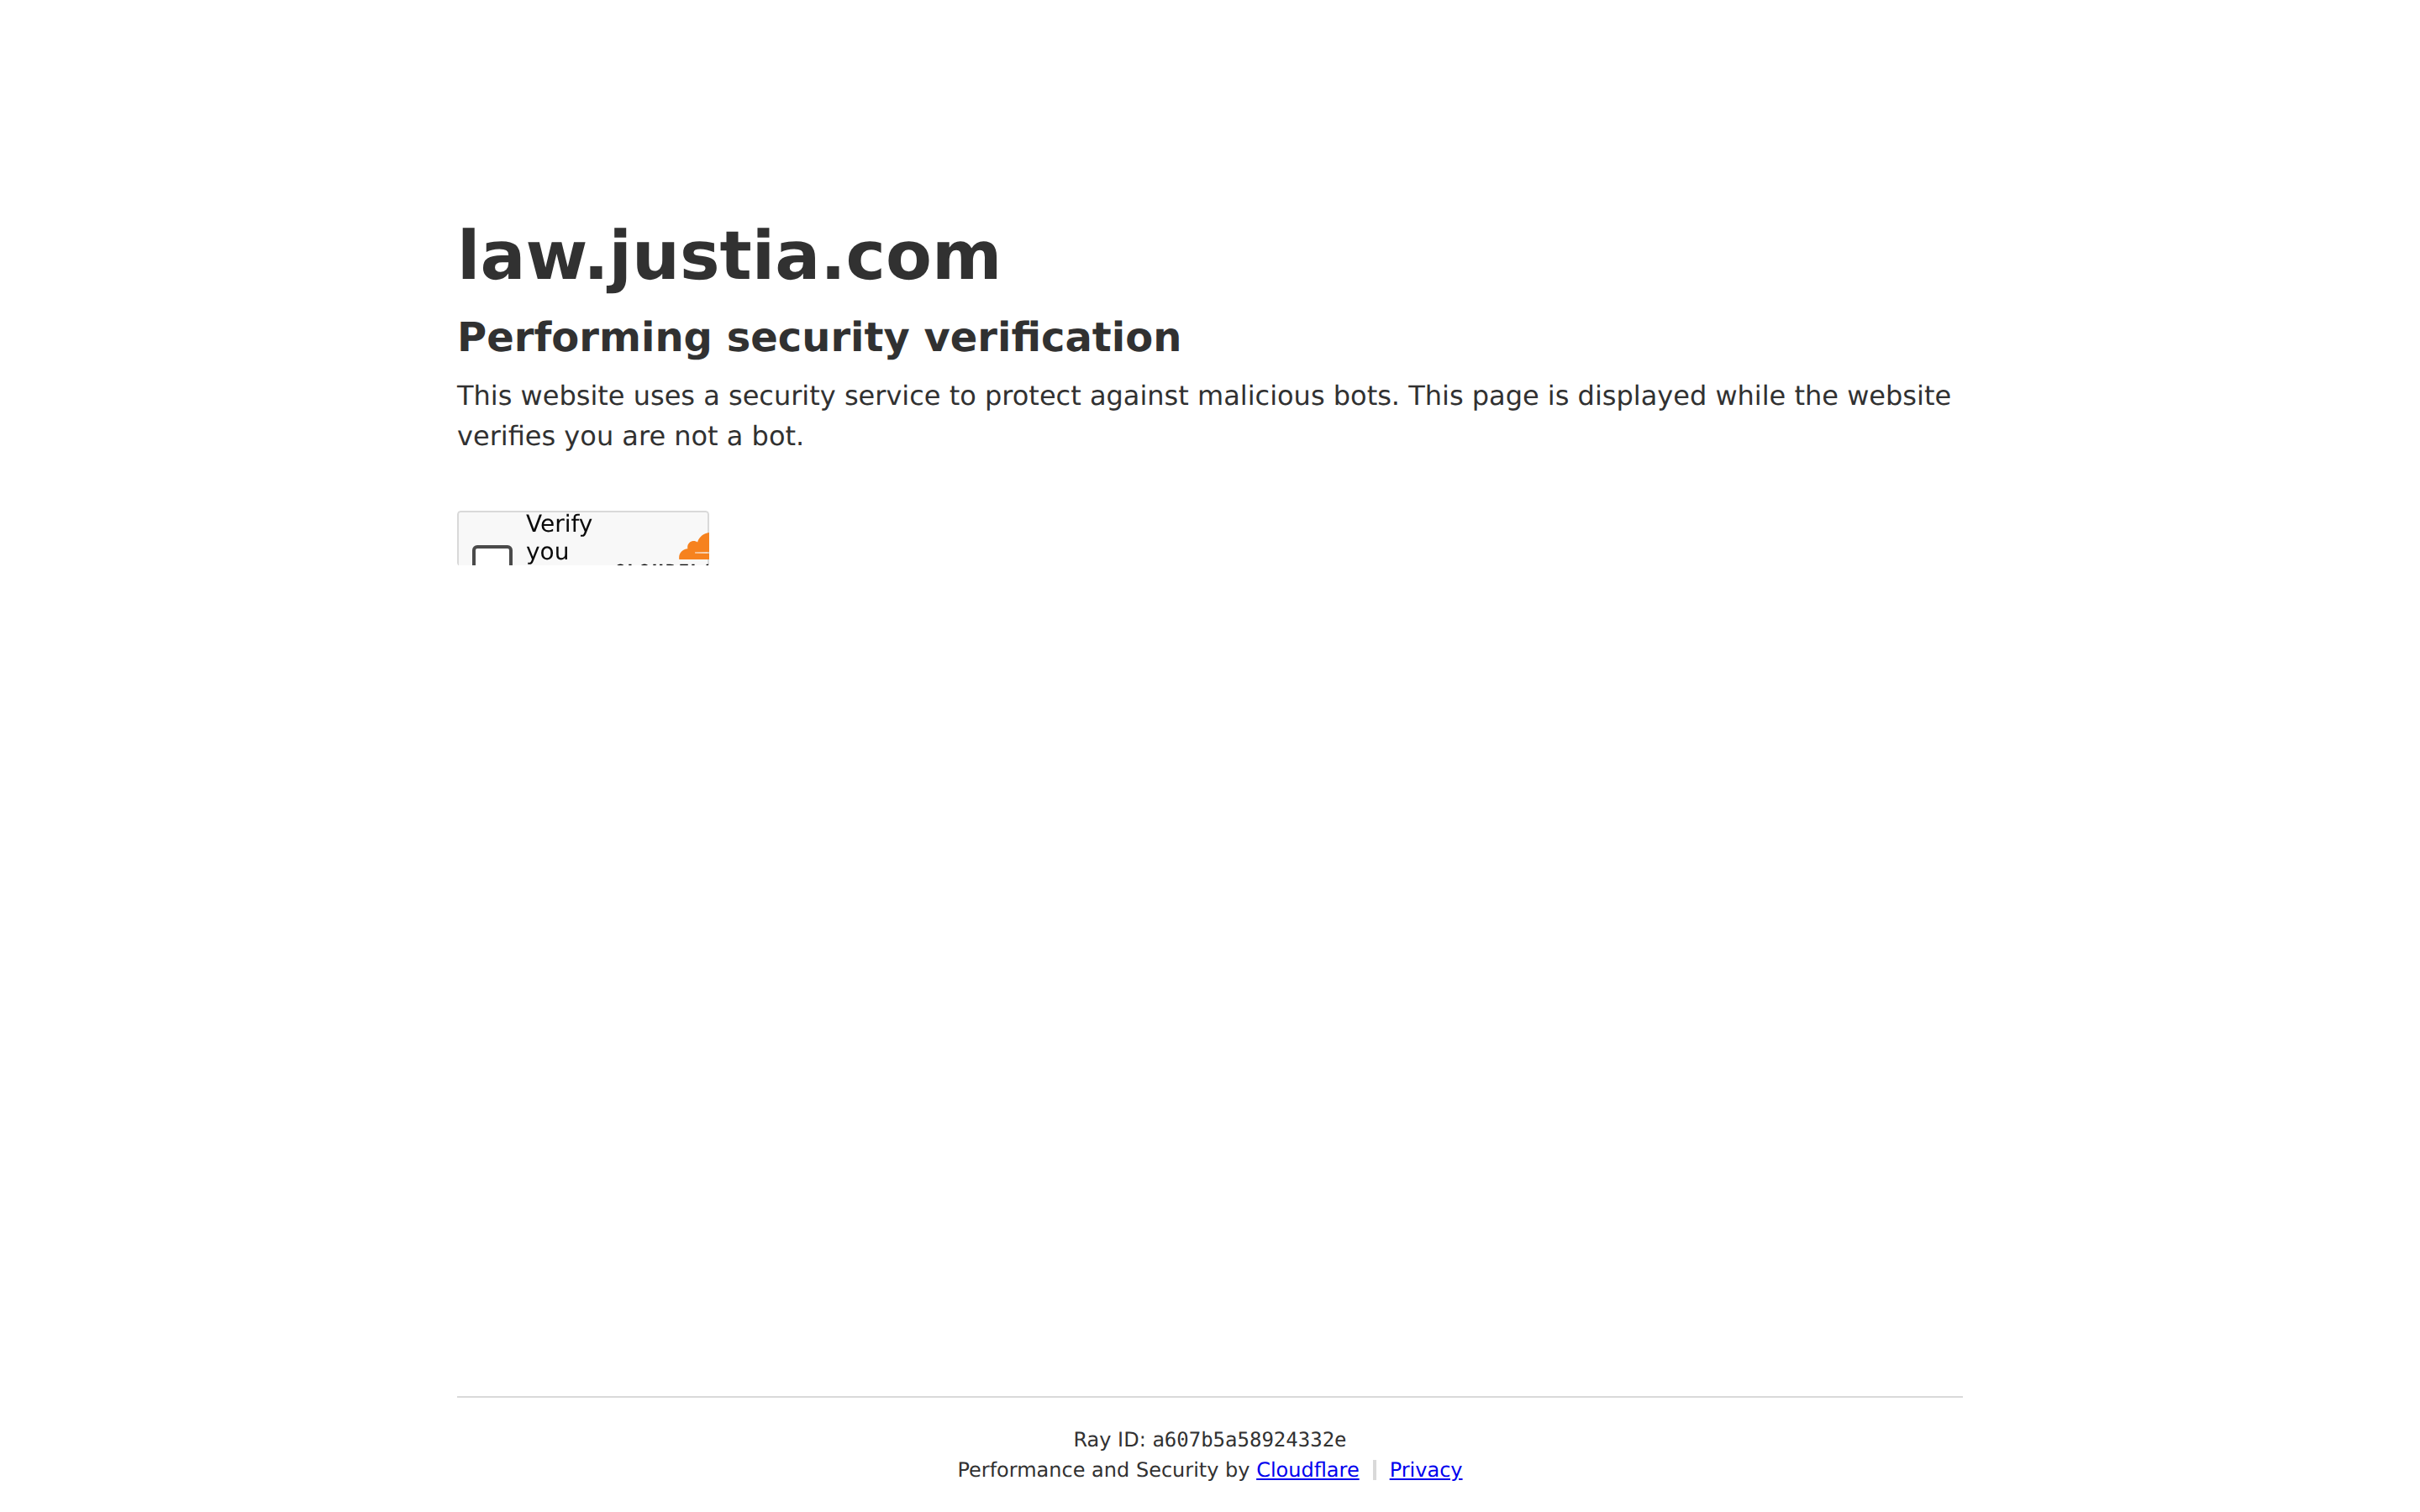 law.justia.com
Performing security verification
This website uses a security service to protect against malicious bots. This page is displayed while the website
verifies you are not a bot.
Verify
you
Ray ID: a607b5a58924332e
Performance and Security by Cloudflare | Privacy